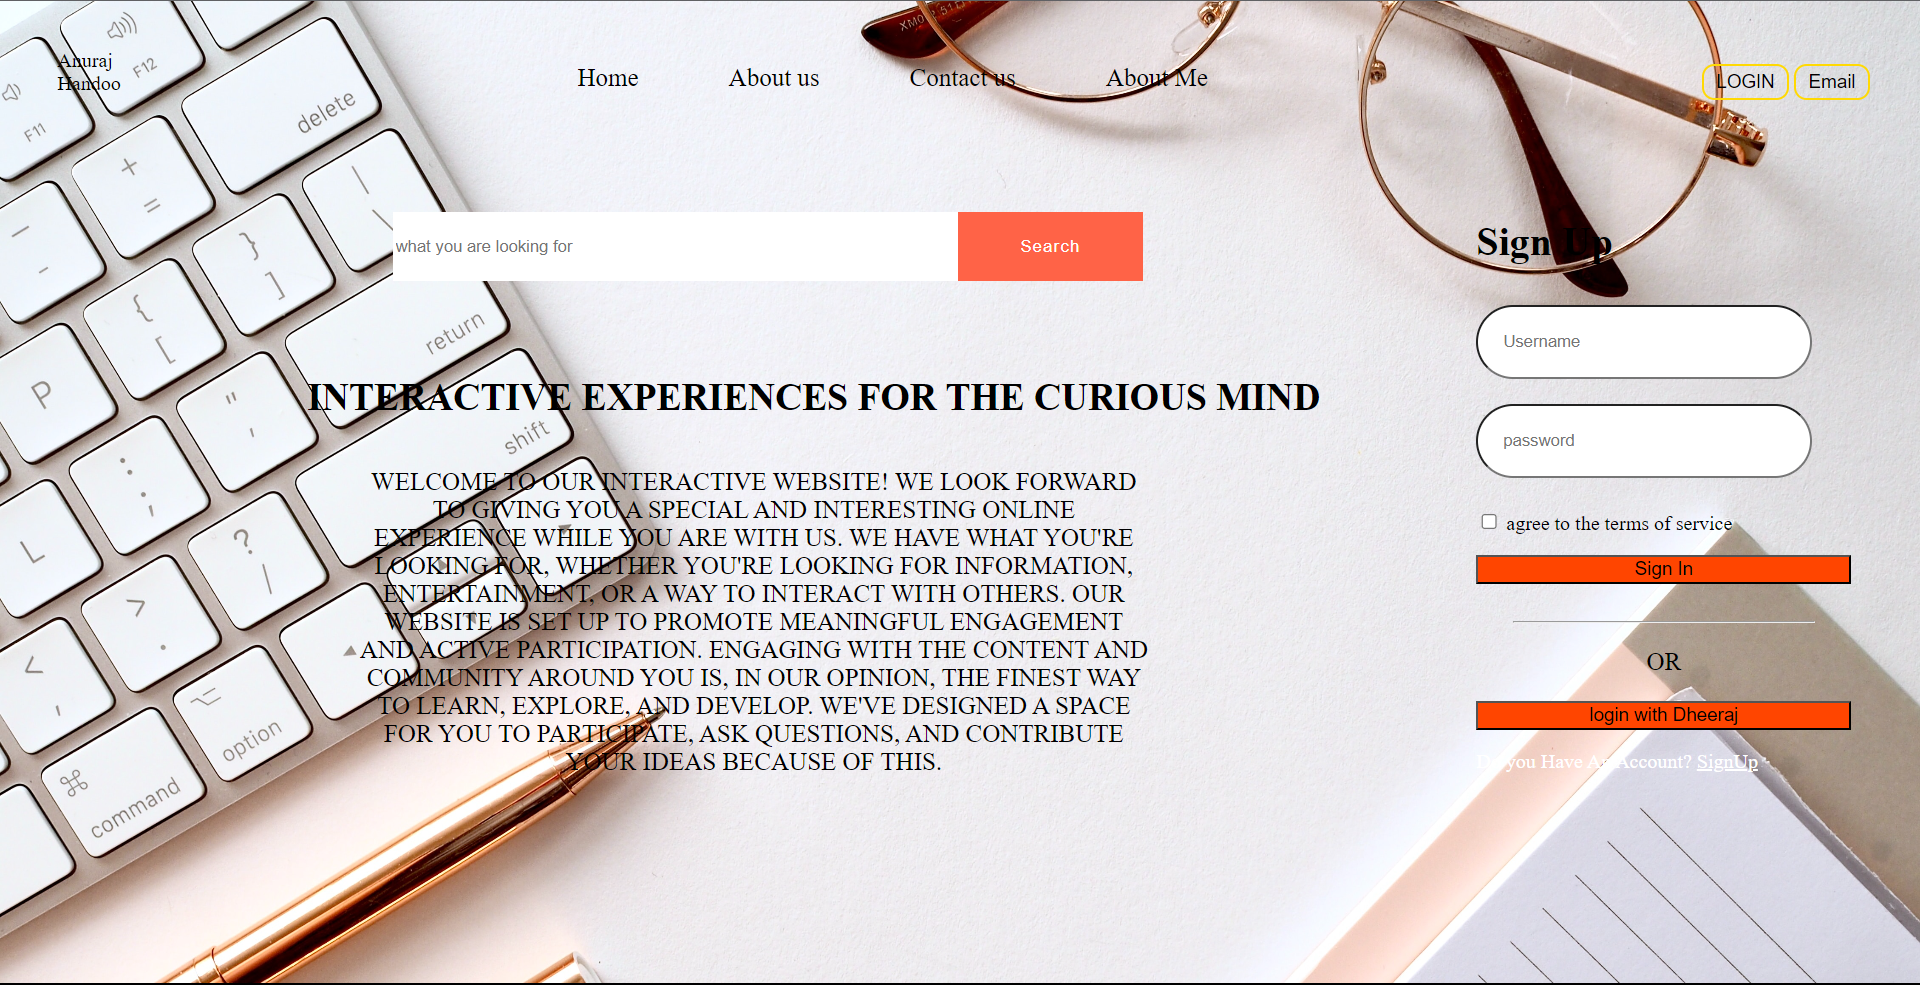 Anuraj
Handoo
Home
About us
Contact us
About Me
LOGIN
Email
XM0
51
F11
F12
delete
+
=
-
-
|
\
}
]
{
[
return
P
"
'
shift
:
;
L
?
/
>
.
<
,
option
command
what you are looking for
Search
INTERACTIVE EXPERIENCES FOR THE CURIOUS MIND
WELCOME TO OUR INTERACTIVE WEBSITE! WE LOOK FORWARD
TO GIVING YOU A SPECIAL AND INTERESTING ONLINE
EXPERIENCE WHILE YOU ARE WITH US. WE HAVE WHAT YOU'RE
LOOKING FOR, WHETHER YOU'RE LOOKING FOR INFORMATION,
ENTERTAINMENT, OR A WAY TO INTERACT WITH OTHERS. OUR
WEBSITE IS SET UP TO PROMOTE MEANINGFUL ENGAGEMENT
AND ACTIVE PARTICIPATION. ENGAGING WITH THE CONTENT AND
COMMUNITY AROUND YOU IS, IN OUR OPINION, THE FINEST WAY
TO LEARN, EXPLORE, AND DEVELOP. WE'VE DESIGNED A SPACE
FOR YOU TO PARTICIPATE, ASK QUESTIONS, AND CONTRIBUTE
YOUR IDEAS BECAUSE OF THIS.
Sign Up
Username
password
agree to the terms of service
Sign In
OR
login with Dheeraj
Do you Have An Account? SignUp